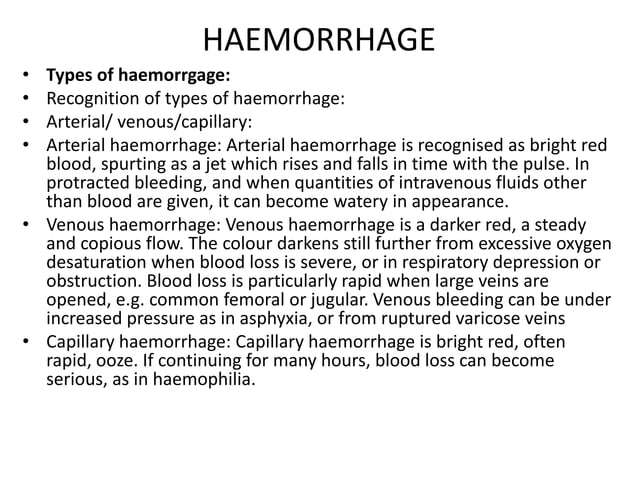 HAEMORRHAGE
• Types of haemorrgage:
• Recognition of types of haemorrhage:
• Arterial/ venous/capillary:
• Arterial haemorrhage: Arterial haemorrhage is recognised as bright red
blood, spurting as a jet which rises and falls in time with the pulse. In
protracted bleeding, and when quantities of intravenous fluids other
than blood are given, it can become watery in appearance.
• Venous haemorrhage: Venous haemorrhage is a darker red, a steady
and copious flow. The colour darkens still further from excessive oxygen
desaturation when blood loss is severe, or in respiratory depression or
obstruction. Blood loss is particularly rapid when large veins are
opened, e.g. common femoral or jugular. Venous bleeding can be under
increased pressure as in asphyxia, or from ruptured varicose veins
• Capillary haemorrhage: Capillary haemorrhage is bright red, often
rapid, ooze. If continuing for many hours, blood loss can become
serious, as in haemophilia.